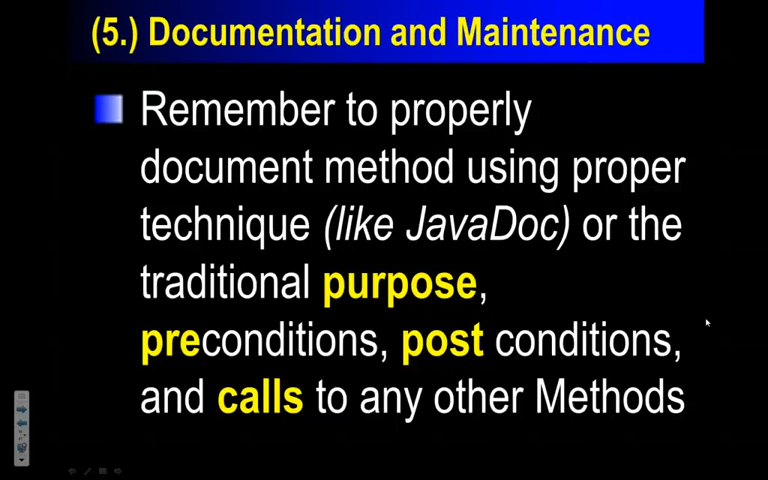 (5.) Documentation and Maintenance
Remember to properly
document method using proper
technique (like JavaDoc) or the
traditional purpose,
preconditions, post conditions,
and calls to any other Methods